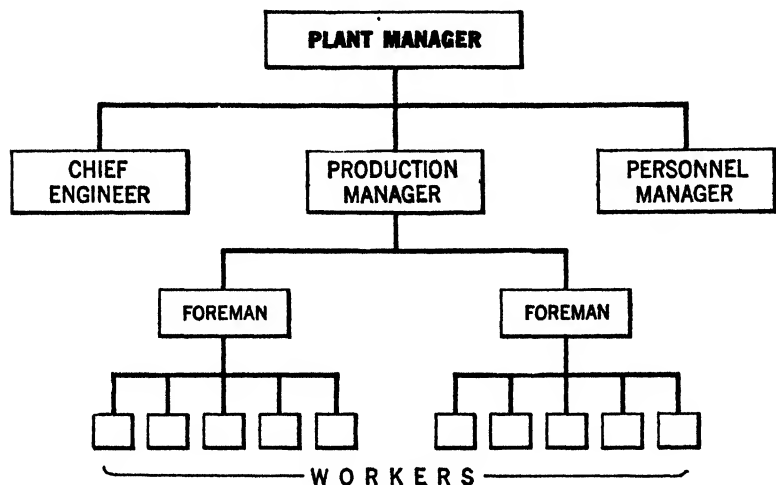 PLANT MANAGER
CHIEF
ENGINEER
PRODUCTION
MANAGER
PERSONNEL
MANAGER
FOREMAN
FOREMAN
WORKERS